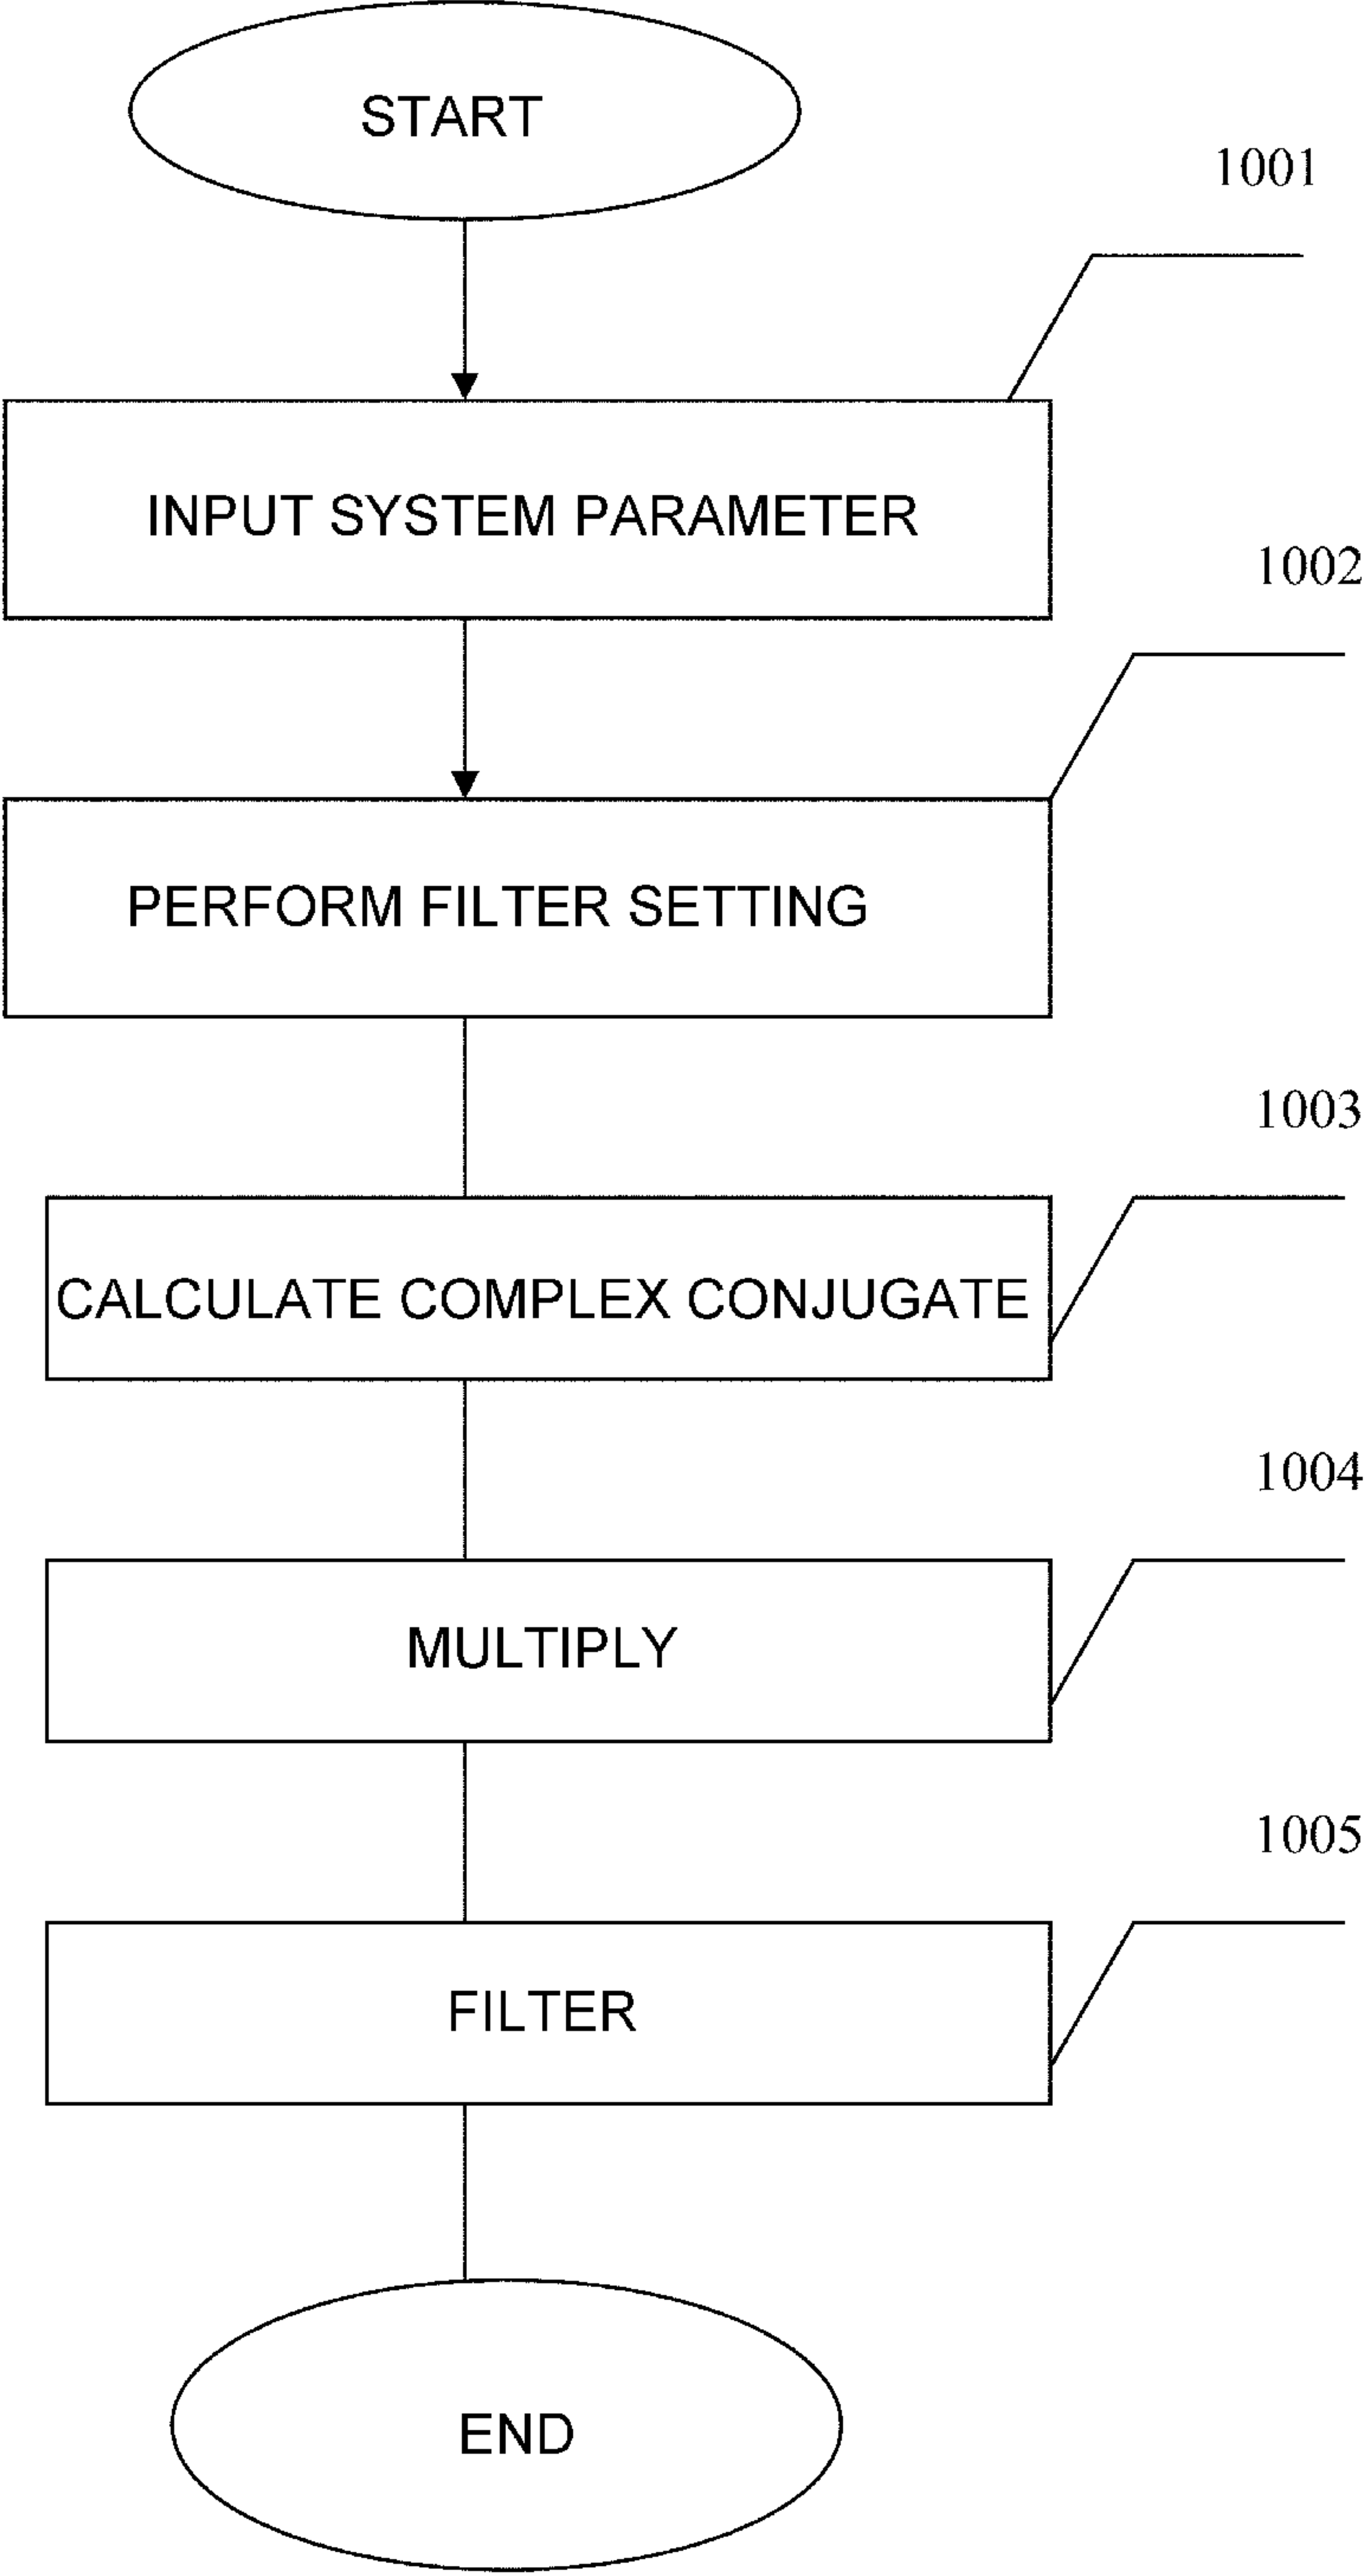 START
1001
INPUT SYSTEM PARAMETER
1002
PERFORM FILTER SETTING
1003
CALCULATE COMPLEX CONJUGATE
1004
MULTIPLY
1005
FILTER
END